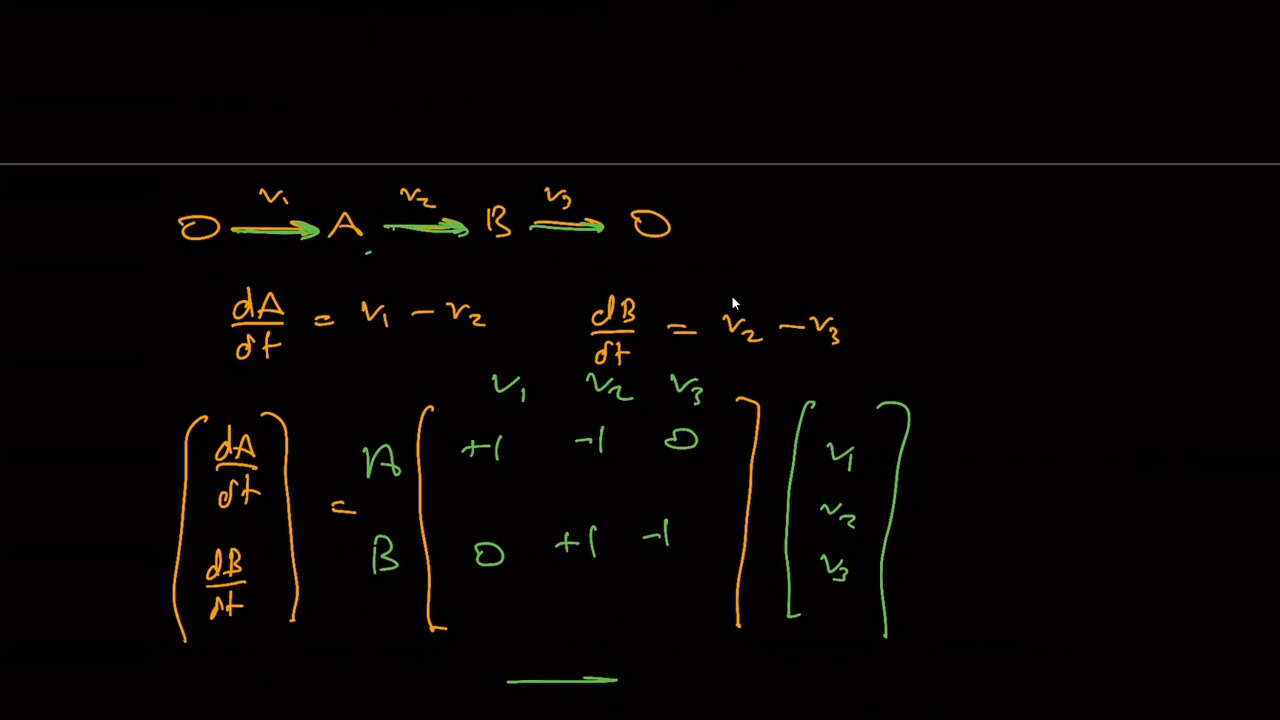 v₁ v₂ v₃
O → A → B → O
dA/dt = v₁ − v₂ dB/dt = v₂ − v₃
v₁ v₂ v₃
dA/dt = A +1 −1 0 v₁
v₂
dB/dt B 0 +1 −1 v₃